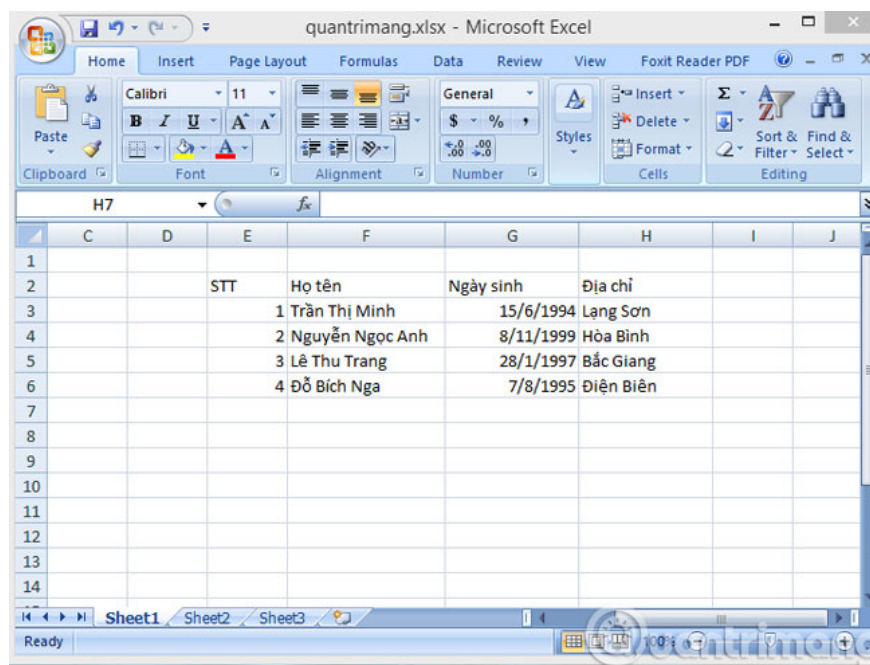 quantrimang.xlsx - Microsoft Excel
Home Insert Page Layout Formulas Data Review View Foxit Reader PDF
Calibri 11 General Insert Σ
B I U A A $ % , Delete
Paste A .00 .00 Styles Format Sort & Filter Find & Select
Clipboard Font Alignment Number Cells Editing
H7 fx
C D E F G H I J
1
2 STT Họ tên Ngày sinh Địa chỉ
3 1 Trần Thị Minh 15/6/1994 Lạng Sơn
4 2 Nguyễn Ngọc Anh 8/11/1999 Hòa Bình
5 3 Lê Thu Trang 28/1/1997 Bắc Giang
6 4 Đỗ Bích Nga 7/8/1995 Điện Biên
7
8
9
10
11
12
13
14
Sheet1 Sheet2 Sheet3
Ready 100% quantrimang